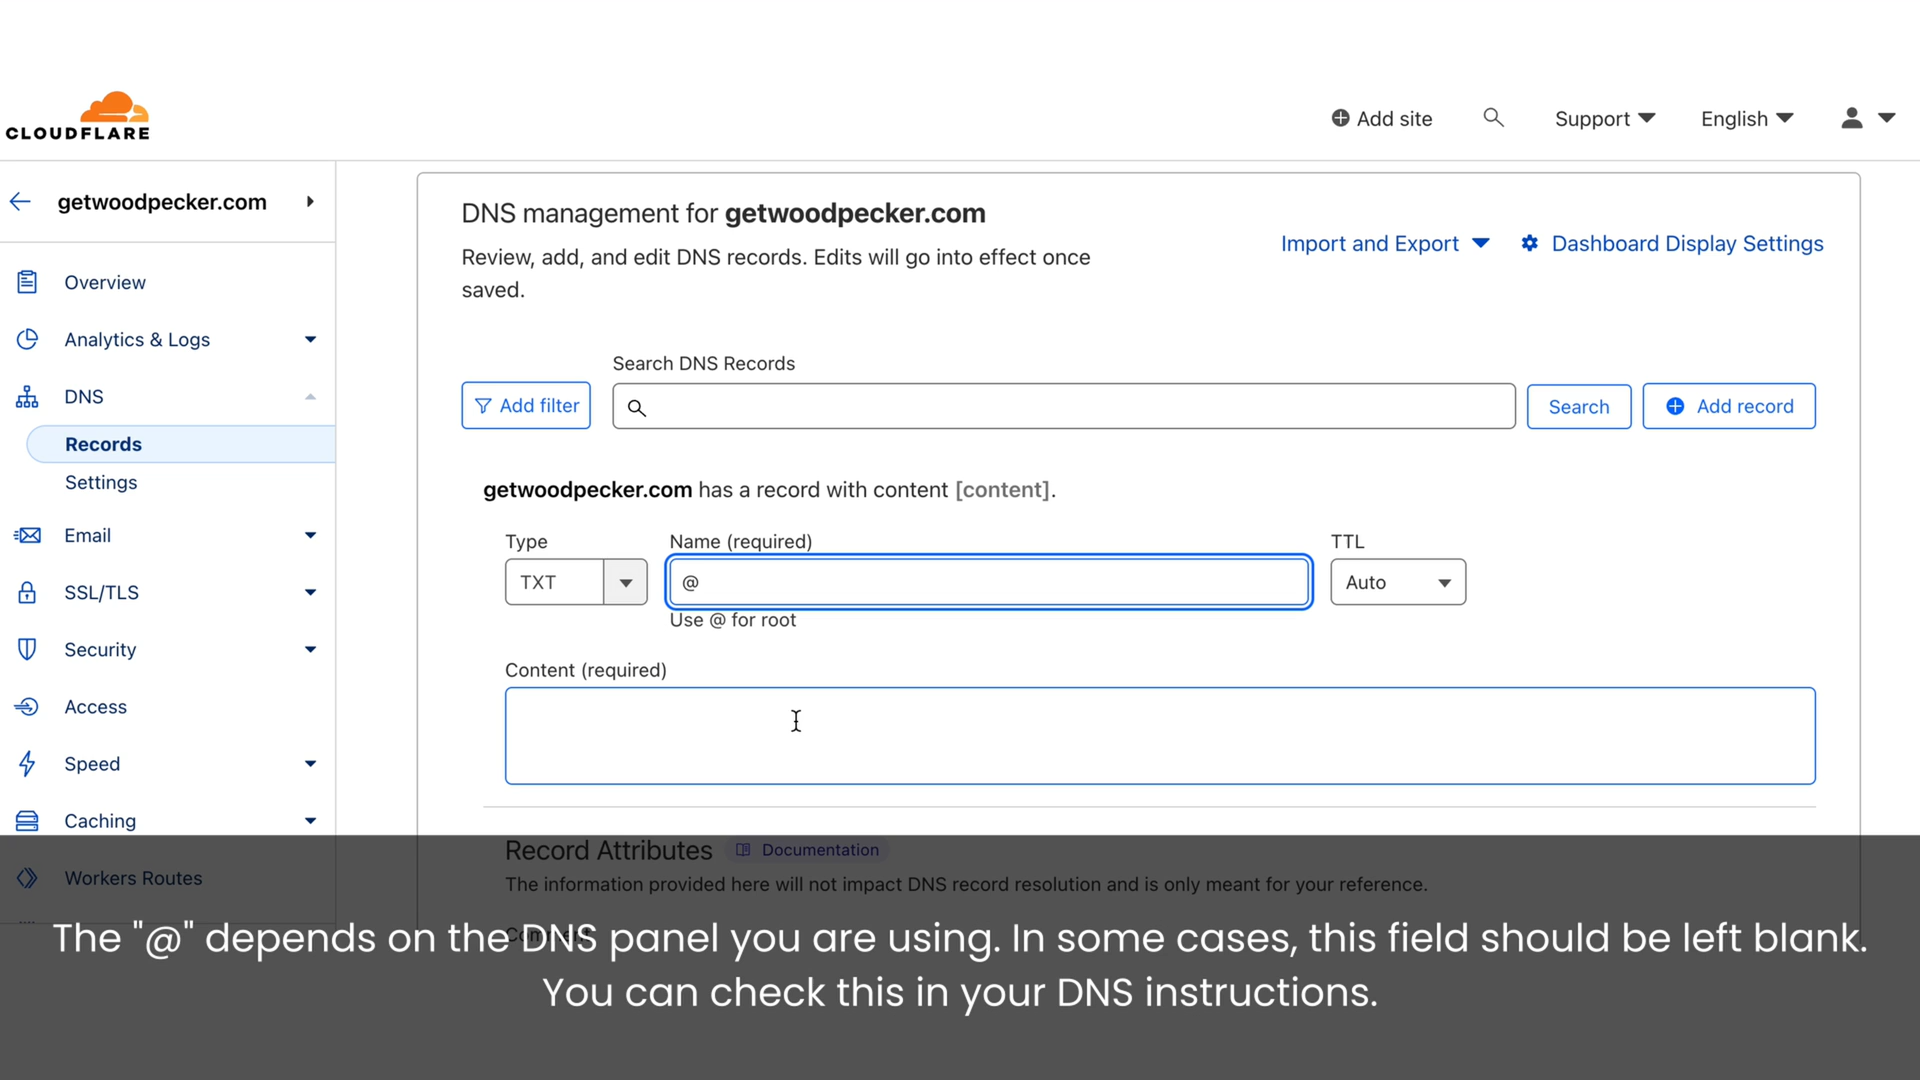 CLOUDFLARE
Add site
Support
English
getwoodpecker.com
Overview
Analytics & Logs
DNS
Records
Settings
Email
SSL/TLS
Security
Access
Speed
Caching
Workers Routes
DNS management for getwoodpecker.com
Review, add, and edit DNS records. Edits will go into effect once
saved.
Import and Export
Dashboard Display Settings
Search DNS Records
Add filter
Search
Add record
getwoodpecker.com has a record with content [content].
Type
Name (required)
TTL
TXT
@
Auto
Use @ for root
Content (required)
Record Attributes
Documentation
The information provided here will not impact DNS record resolution and is only meant for your reference.
The "@" depends on the DNS panel you are using. In some cases, this field should be left blank.
You can check this in your DNS instructions.